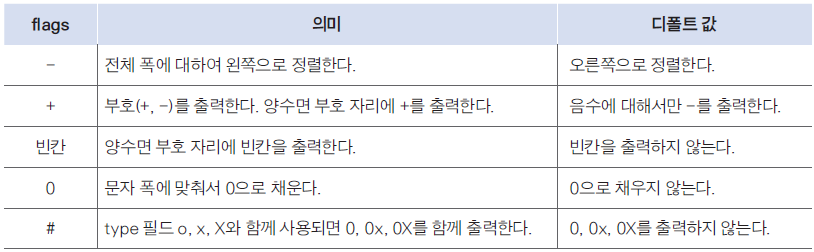 flags 의미 디폴트 값
- 전체 폭에 대하여 왼쪽으로 정렬한다. 오른쪽으로 정렬한다.
+ 부호(+, -)를 출력한다. 양수면 부호 자리에 +를 출력한다. 음수에 대해서만 -를 출력한다.
빈칸 양수면 부호 자리에 빈칸을 출력한다. 빈칸을 출력하지 않는다.
0 문자 폭에 맞춰서 0으로 채운다. 0으로 채우지 않는다.
# type 필드 o, x, X와 함께 사용되면 0, 0x, 0X를 함께 출력한다. 0, 0x, 0X를 출력하지 않는다.